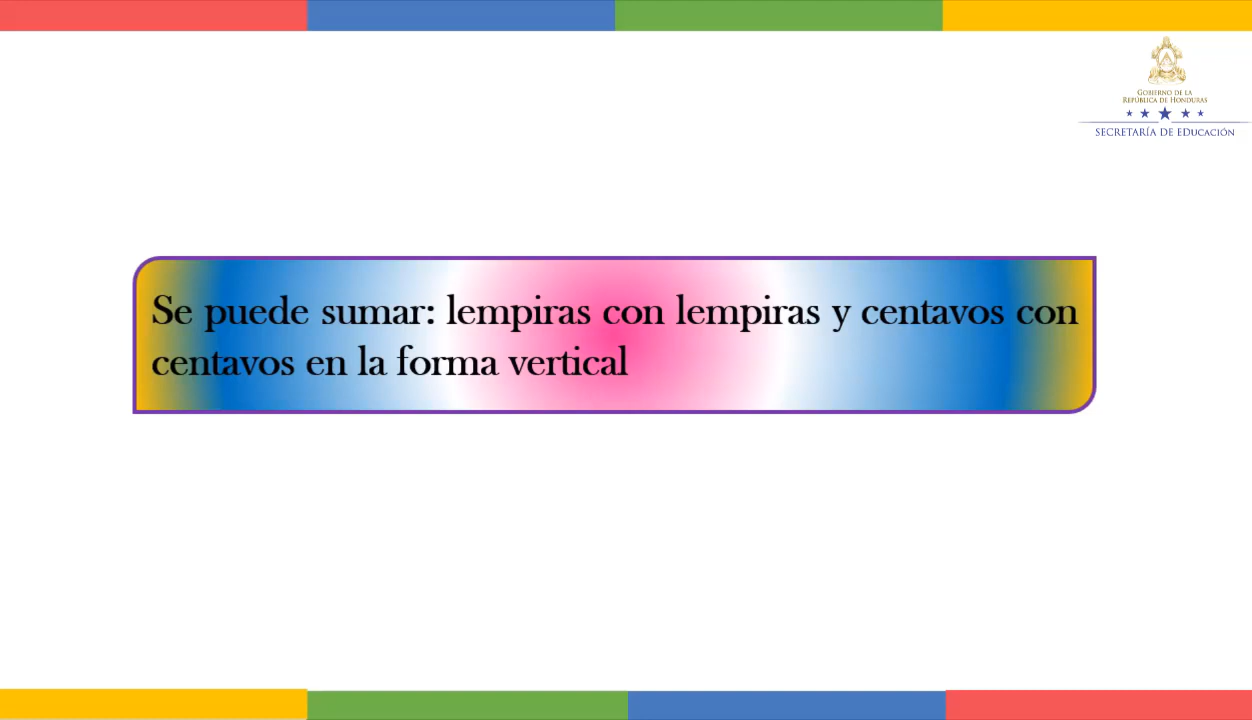 GOBIERNO DE LA
REPÚBLICA DE HONDURAS
SECRETARÍA DE EDUCACIÓN
Se puede sumar: lempiras con lempiras y centavos con
centavos en la forma vertical